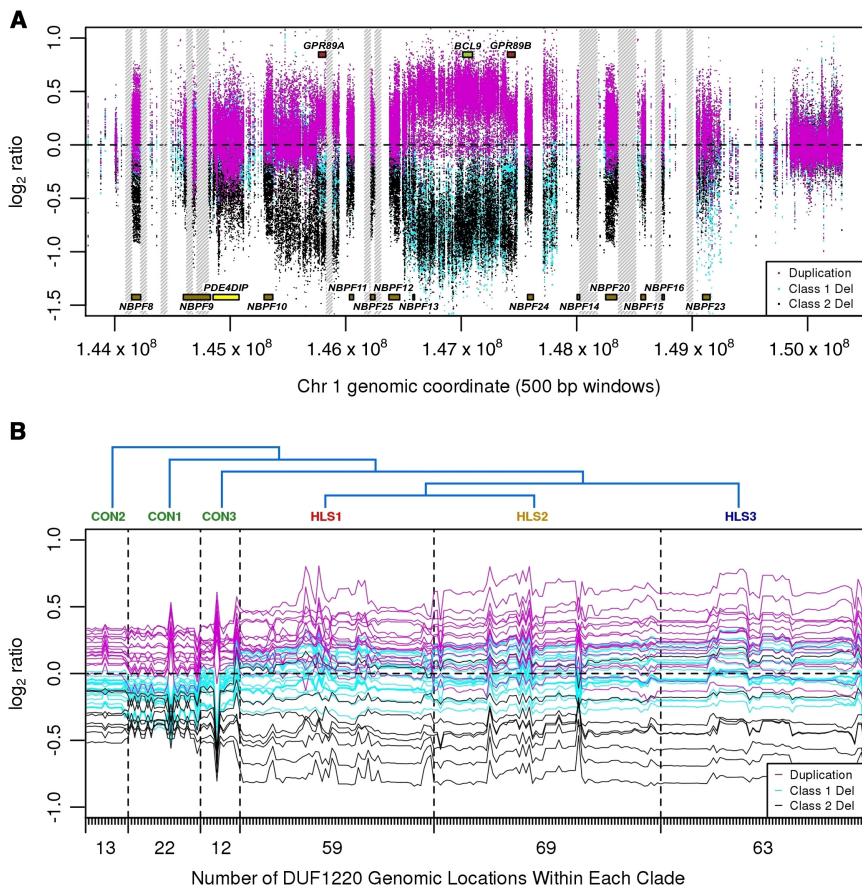 A
GPR89A BCL9 GPR89B
1.0
0.5
0.0
-0.5
-1.0
-1.5
log2 ratio
PDE4DIP NBPF11 NBPF12 NBPF20 NBPF16
NBPF8 NBPF9 NBPF10 NBPF25 NBPF13 NBPF24 NBPF14 NBPF15 NBPF23
Duplication
Class 1 Del
Class 2 Del
1.44 x 10^8 1.45 x 10^8 1.46 x 10^8 1.47 x 10^8 1.48 x 10^8 1.49 x 10^8 1.50 x 10^8
Chr 1 genomic coordinate (500 bp windows)
B
CON2 CON1 CON3 HLS1 HLS2 HLS3
1.0
0.5
0.0
-0.5
-1.0
log2 ratio
Duplication
Class 1 Del
Class 2 Del
13 22 12 59 69 63
Number of DUF1220 Genomic Locations Within Each Clade